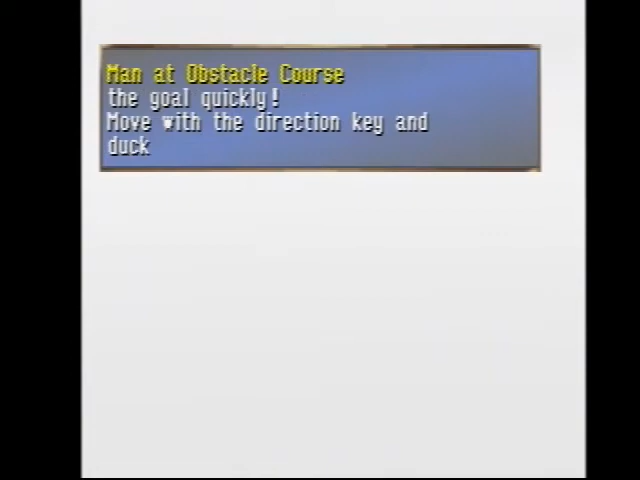 Man at Obstacle Course
the goal quickly!
Move with the direction key and
duck